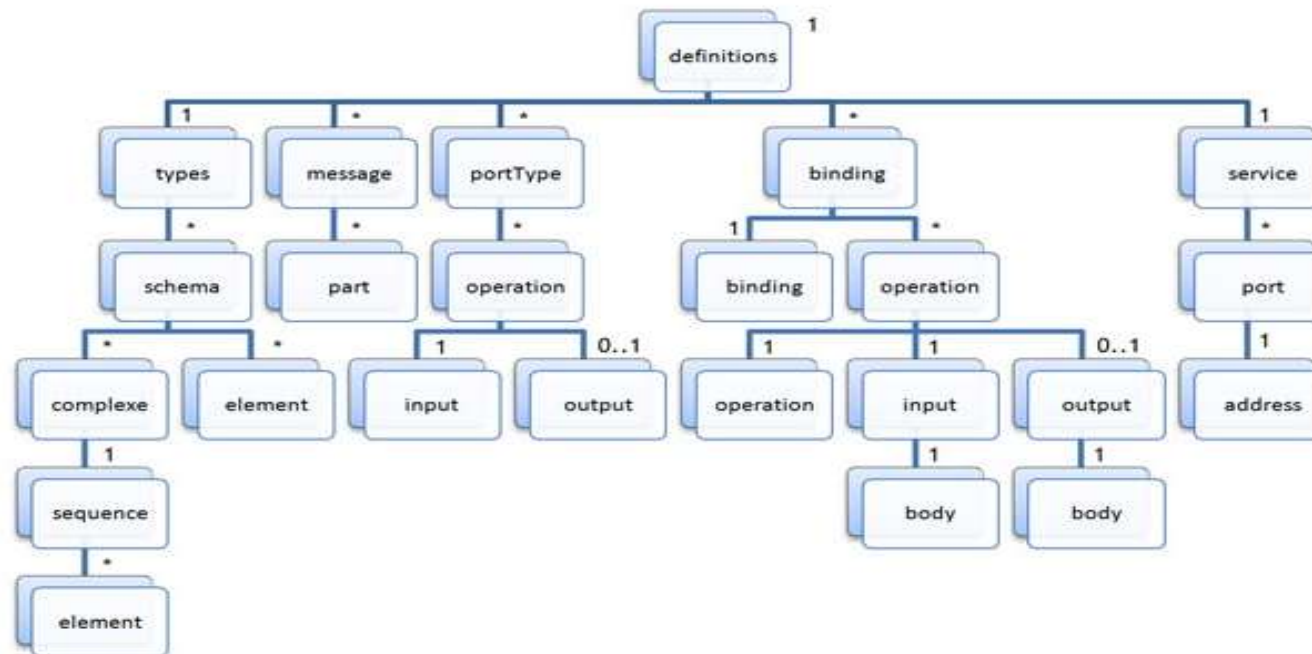 1
definitions
1 * * * 1
types message portType binding service
* * * 1 * *
schema part operation binding operation port
* * 1 0..1 1 1 0..1 1
complexe element input output operation input output address
1 1 1
sequence body body
*
element